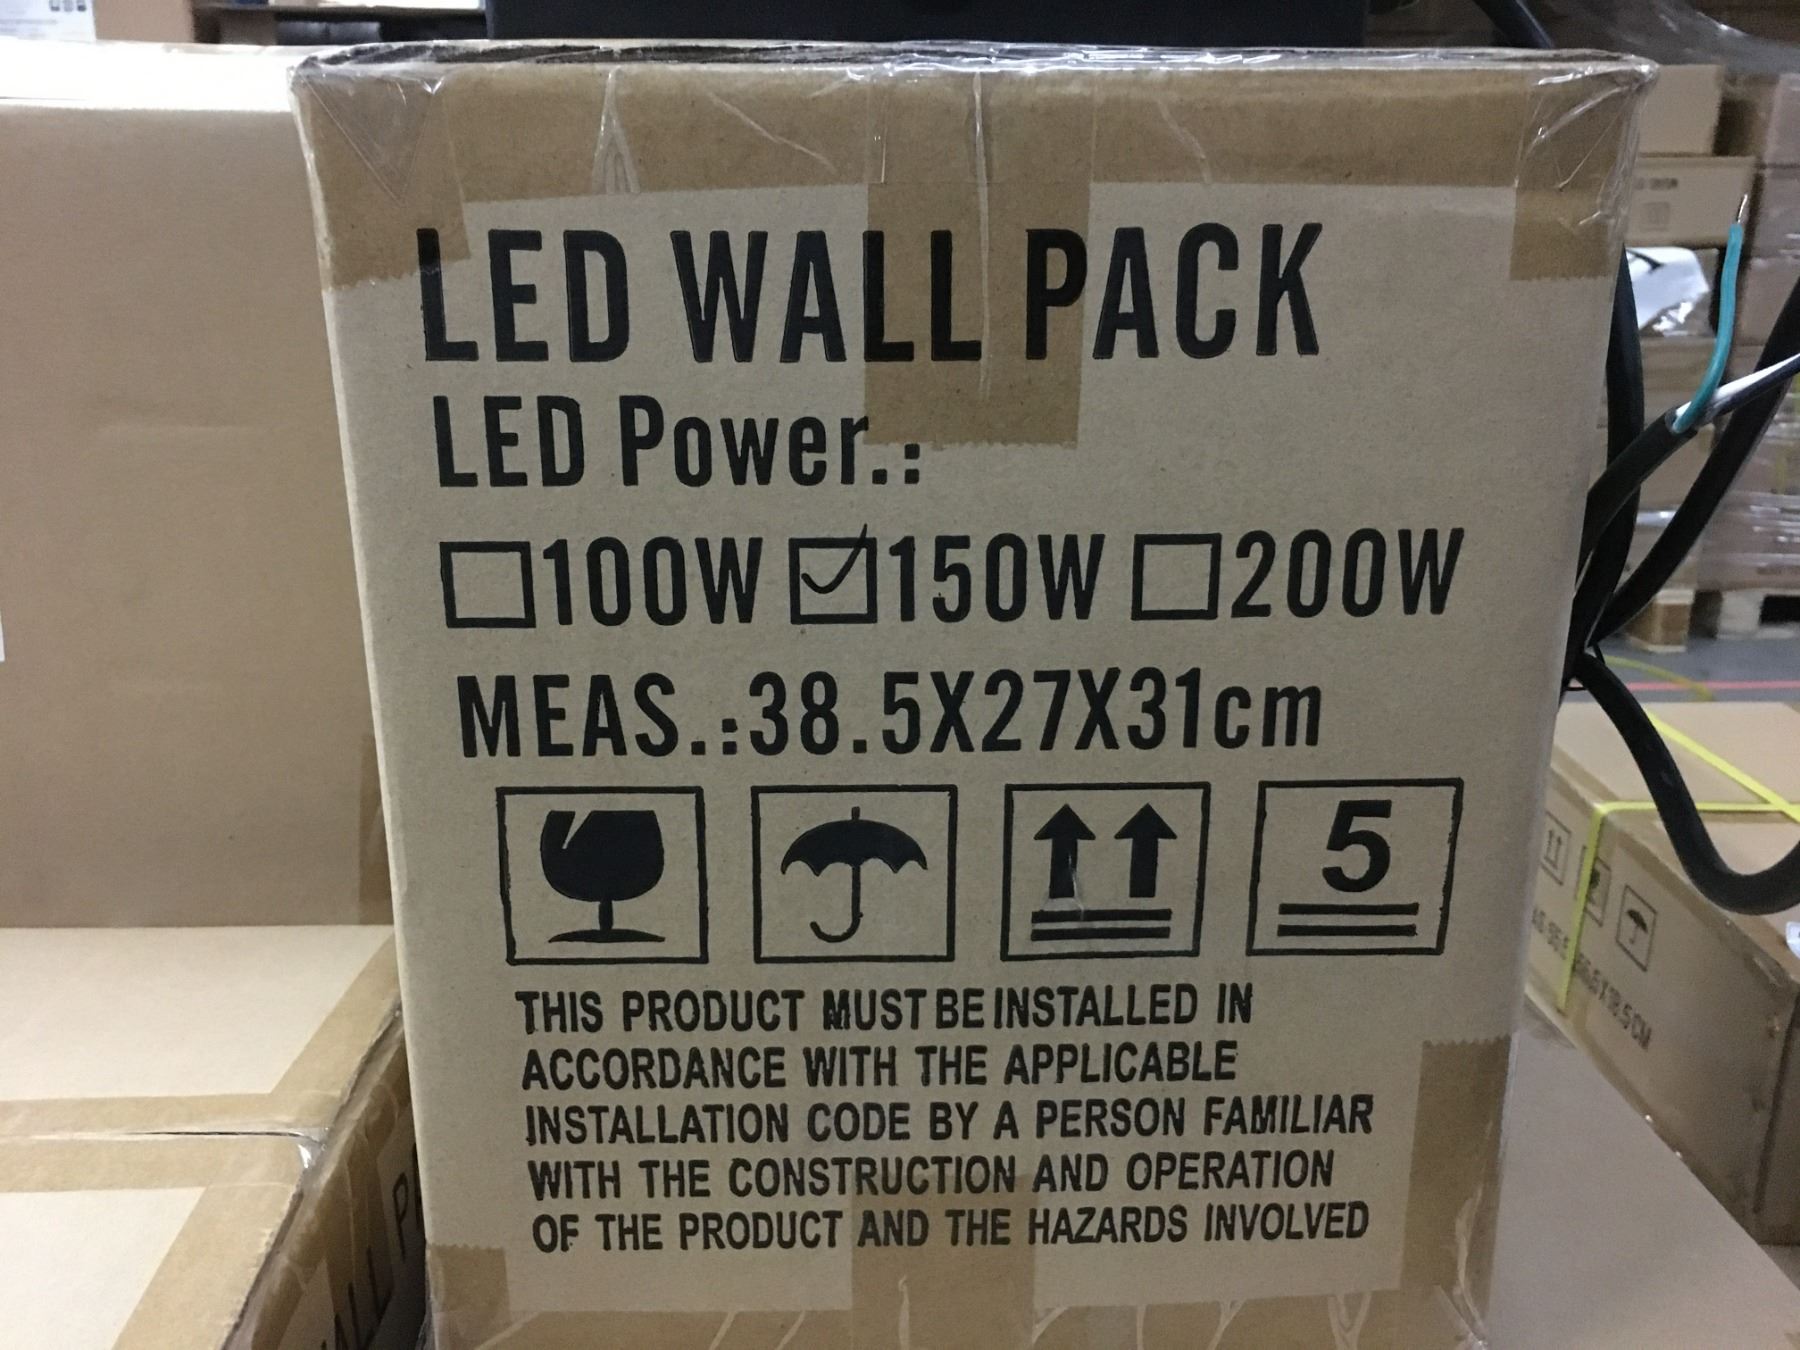 LED WALL PACK
LED Power.:
100W 150W 200W
MEAS.:38.5X27X31cm
5
THIS PRODUCT MUST BE INSTALLED IN
ACCORDANCE WITH THE APPLICABLE
INSTALLATION CODE BY A PERSON FAMILIAR
WITH THE CONSTRUCTION AND OPERATION
OF THE PRODUCT AND THE HAZARDS INVOLVED